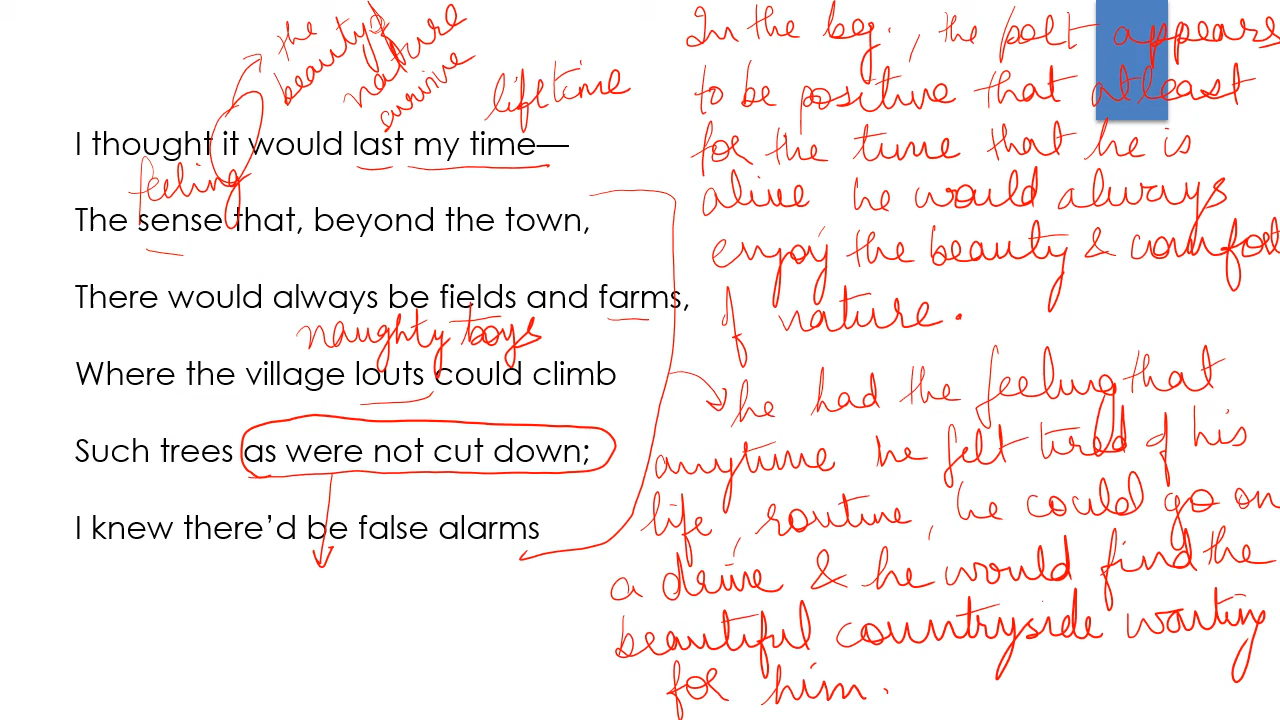 the
beauty of
nature
survive
lifetime
I thought it would last my time—
feeling
The sense that, beyond the town,
There would always be fields and farms,
naughty boys
Where the village louts could climb
Such trees as were not cut down;
I knew there'd be false alarms
In the beg., the poet appears
to be positive that atleast
for the time that he is
alive he would always
enjoy the beauty & comfort
of nature.
he had the feeling that
anytime he felt tired of his
life, routine, he could go on
a drive & he would find the
beautiful countryside waiting
for him.